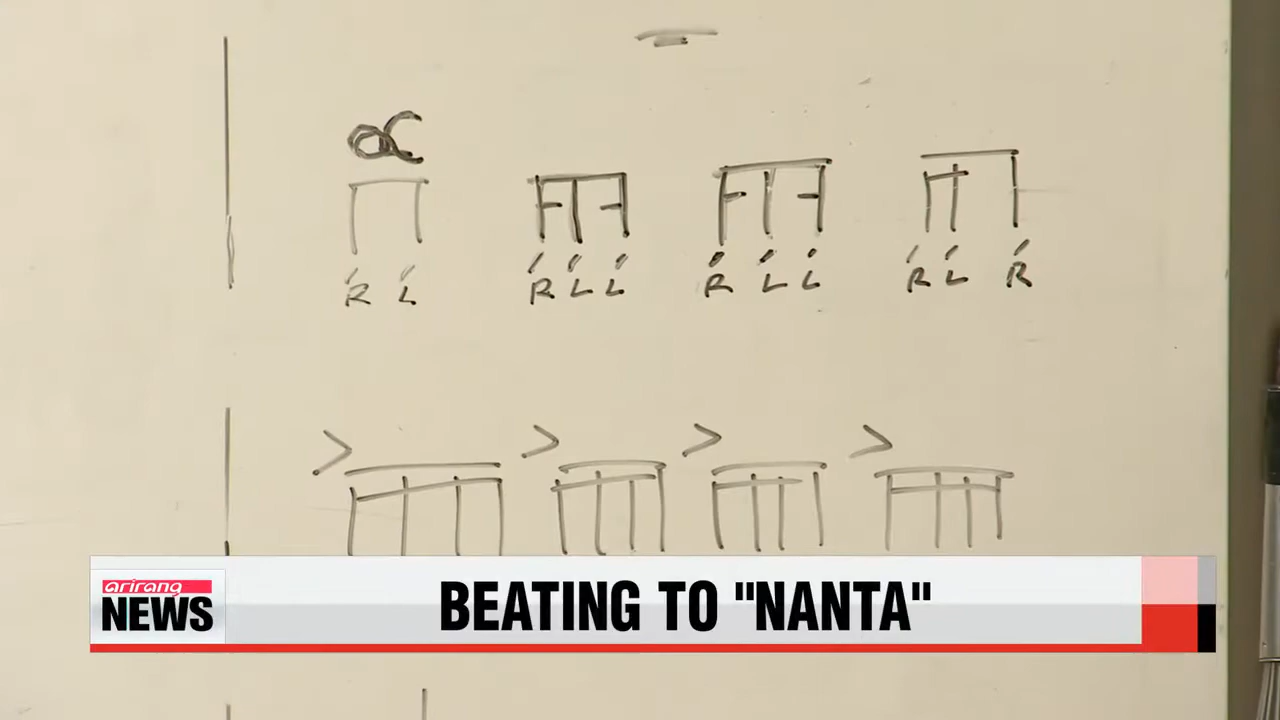 R L R L L R L L R L R
> > > >
arirang
NEWS
BEATING TO "NANTA"